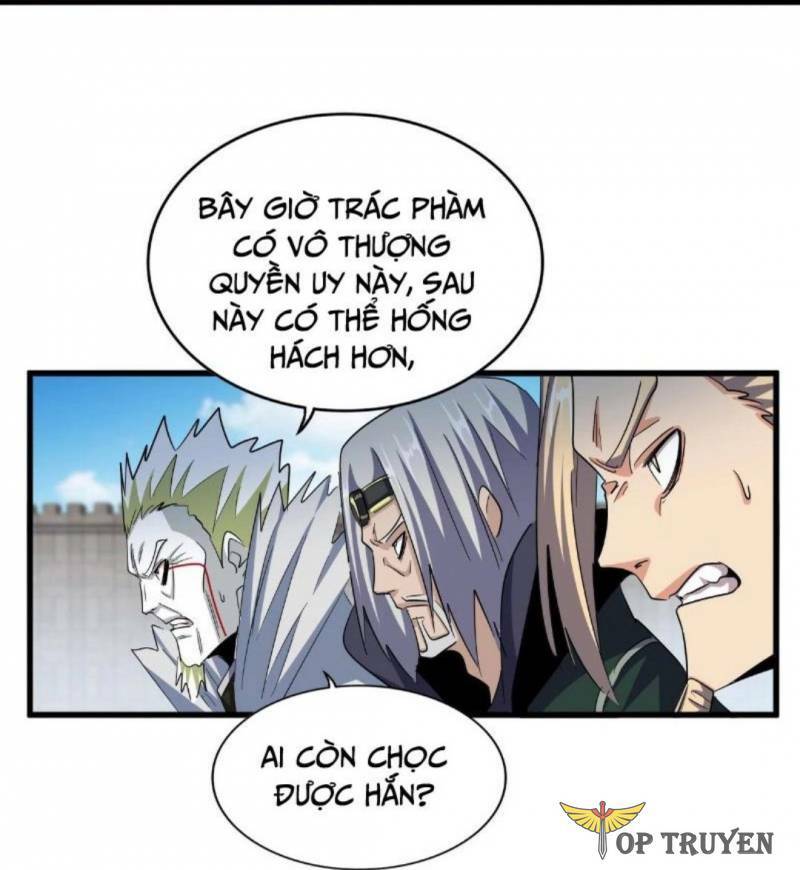 BÂY GIỜ TRÁC PHÀM
CÓ VÔ THƯỢNG
QUYỀN UY NÀY, SAU
NÀY CÓ THỂ HỐNG
HÁCH HƠN,
AI CÒN CHỌC
ĐƯỢC HẮN?
TOP TRUYEN